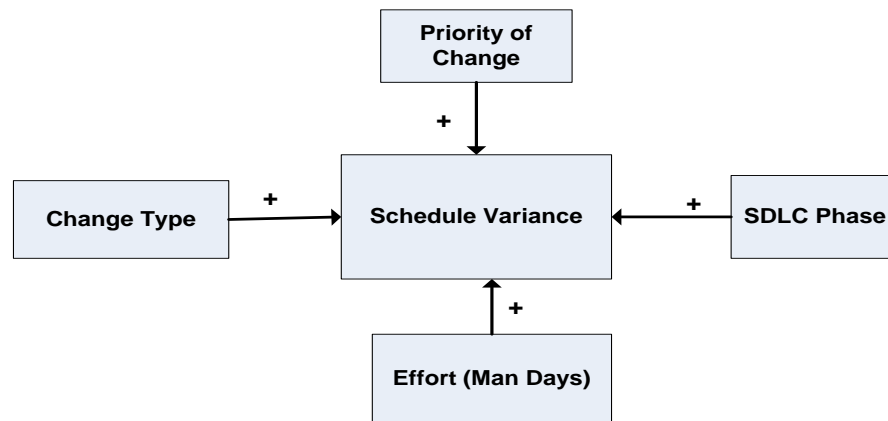 Priority of
Change
+
+
Change Type
Schedule Variance
+
SDLC Phase
+
Effort (Man Days)